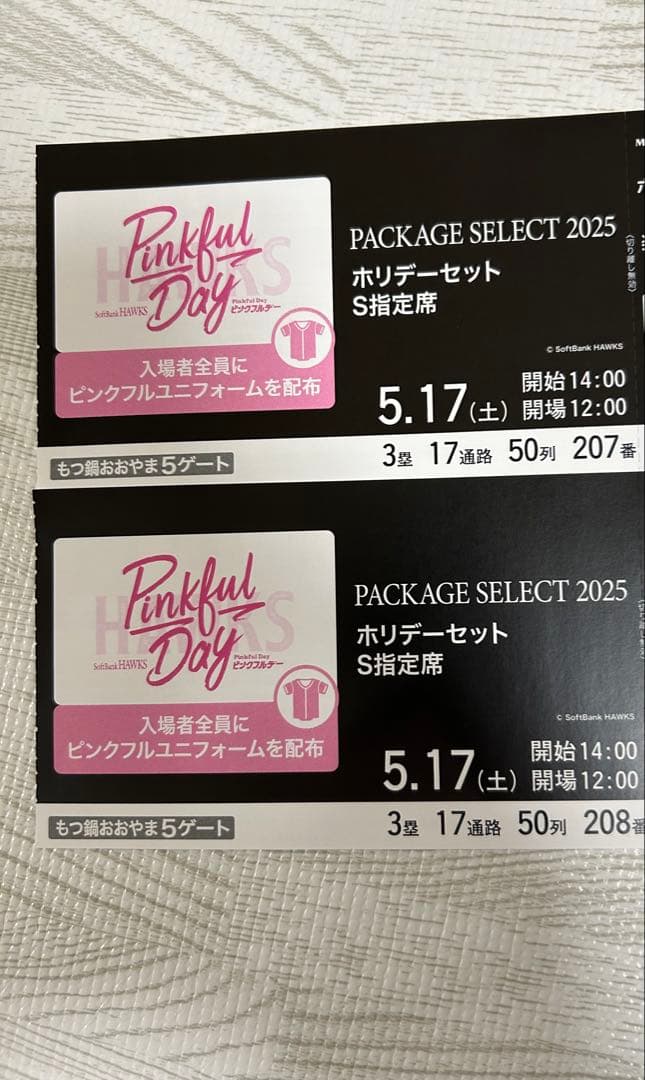 HAWKS
Pinkful
Day
SoftBank HAWKS
Pinkful Day
ピンクフルデー
入場者全員に
ピンクフルユニフォームを配布
PACKAGE SELECT 2025
ホリデーセット
S指定席
(切り離し無効)
© SoftBank HAWKS
5.17(土) 開始14:00
開場12:00
もつ鍋おおやま5ゲート
3塁 17通路 50列 207番
HAWKS
Pinkful
Day
SoftBank HAWKS
Pinkful Day
ピンクフルデー
入場者全員に
ピンクフルユニフォームを配布
PACKAGE SELECT 2025
ホリデーセット
S指定席
© SoftBank HAWKS
5.17(土) 開始14:00
開場12:00
もつ鍋おおやま5ゲート
3塁 17通路 50列 208番